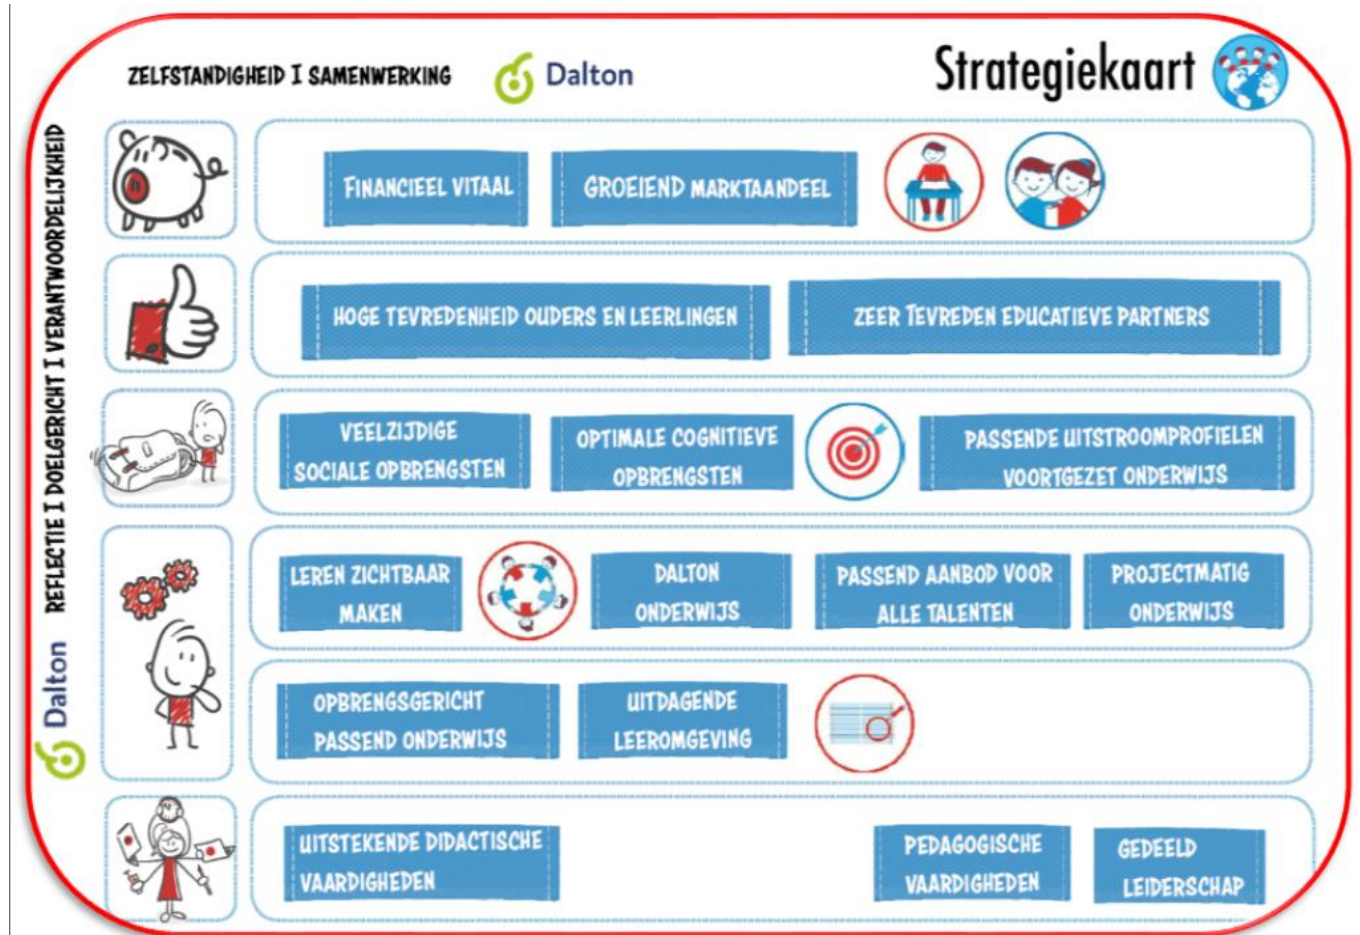 ZELFSTANDIGHEID I SAMENWERKING
Dalton
Strategiekaart
Dalton REFLECTIE I DOELGERICHT I VERANTWOORDELIJKHEID
FINANCIEEL VITAAL
GROEIEND MARKTAANDEEL
HOGE TEVREDENHEID OUDERS EN LEERLINGEN
ZEER TEVREDEN EDUCATIEVE PARTNERS
VEELZIJDIGE
SOCIALE OPBRENGSTEN
OPTIMALE COGNITIEVE
OPBRENGSTEN
PASSENDE UITSTROOMPROFIELEN
VOORTGEZET ONDERWIJS
LEREN ZICHTBAAR
MAKEN
DALTON
ONDERWIJS
PASSEND AANBOD VOOR
ALLE TALENTEN
PROJECTMATIG
ONDERWIJS
OPBRENGSGERICHT
PASSEND ONDERWIJS
UITDAGENDE
LEEROMGEVING
UITSTEKENDE DIDACTISCHE
VAARDIGHEDEN
PEDAGOGISCHE
VAARDIGHEDEN
GEDEELD
LEIDERSCHAP